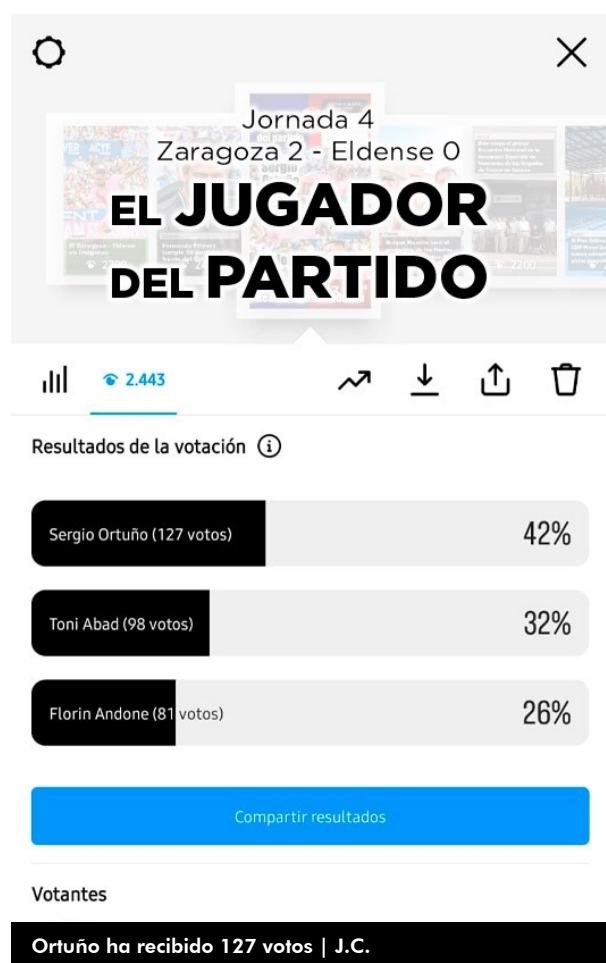 Jornada 4
Zaragoza 2 - Eldense 0
EL JUGADOR
DEL PARTIDO
2.443
Resultados de la votación
Sergio Ortuño (127 votos)
42%
Toni Abad (98 votos)
32%
Florin Andone (81 votos)
26%
Compartir resultados
Votantes
Ortuño ha recibido 127 votos | J.C.